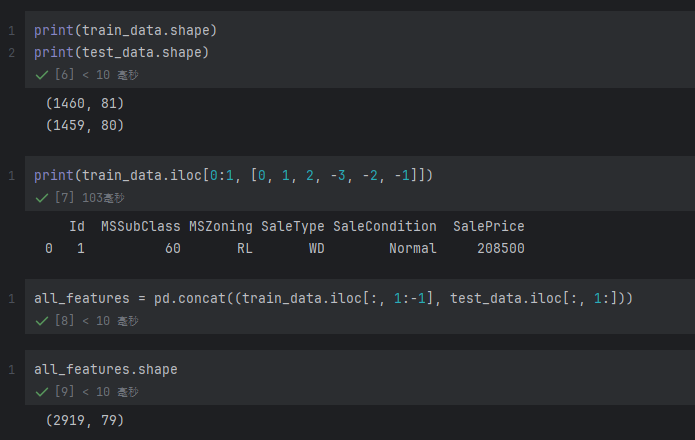 1 print(train_data.shape)
2 print(test_data.shape)
[6] < 10 毫秒
(1460, 81)
(1459, 80)
1 print(train_data.iloc[0:1, [0, 1, 2, -3, -2, -1]])
[7] 103毫秒
Id MSSubClass MSZoning SaleType SaleCondition SalePrice
0 1 60 RL WD Normal 208500
1 all_features = pd.concat((train_data.iloc[:, 1:-1], test_data.iloc[:, 1:]))
[8] < 10 毫秒
1 all_features.shape
[9] < 10 毫秒
(2919, 79)